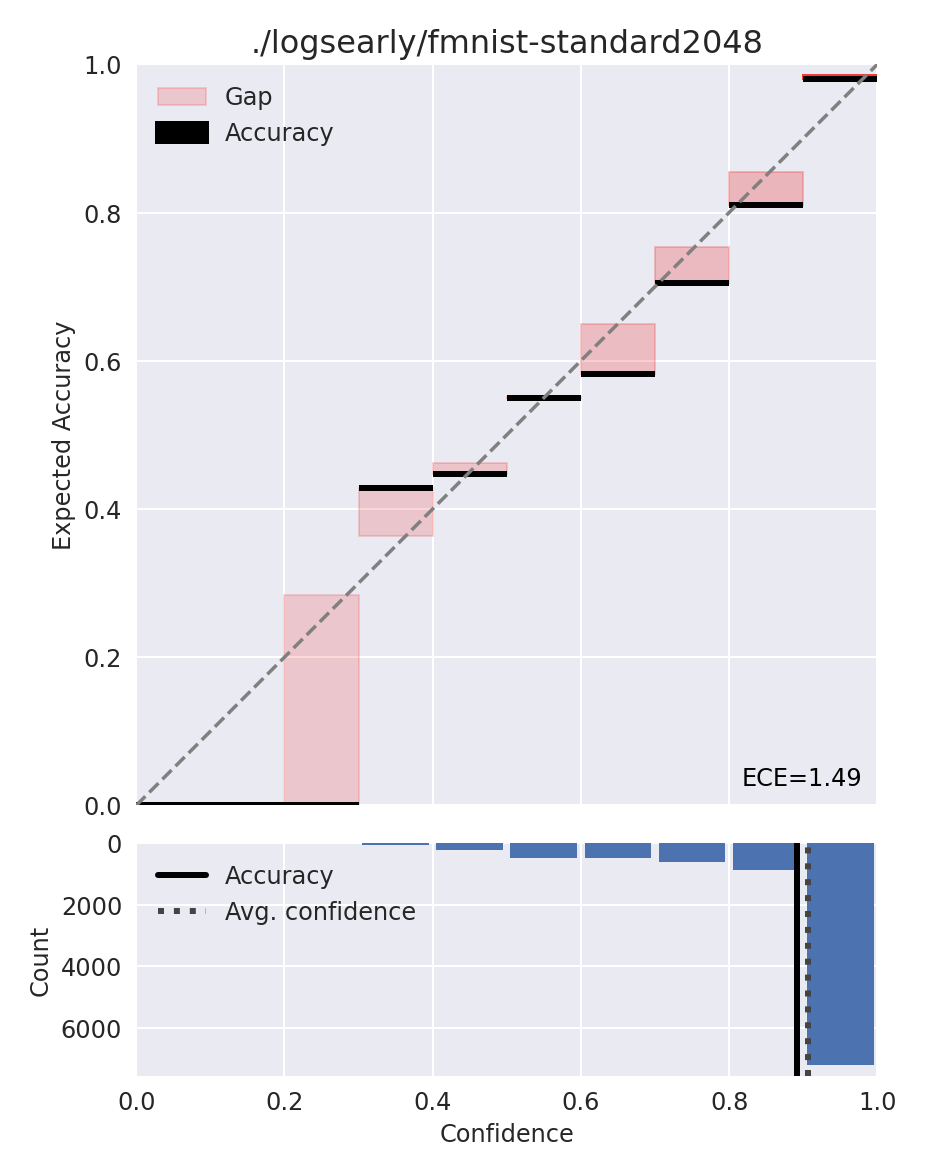 ./logsearly/fmnist-standard2048
1.0
Gap
Accuracy
0.8
0.6
Expected Accuracy
0.4
0.2
ECE=1.49
0.0
0
Accuracy
2000
Avg. confidence
Count
4000
6000
0.0 0.2 0.4 0.6 0.8 1.0
Confidence